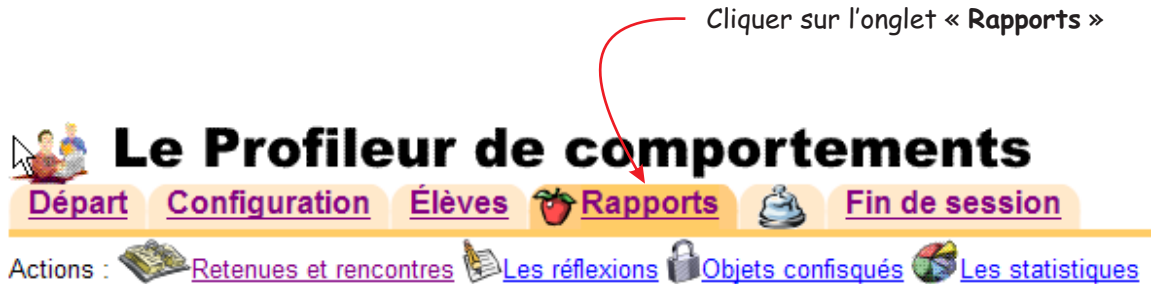 Cliquer sur l'onglet « Rapports »
Le Profileur de comportements
Départ Configuration Élèves Rapports Fin de session
Actions : Retenues et rencontres Les réflexions Objets confisqués Les statistiques